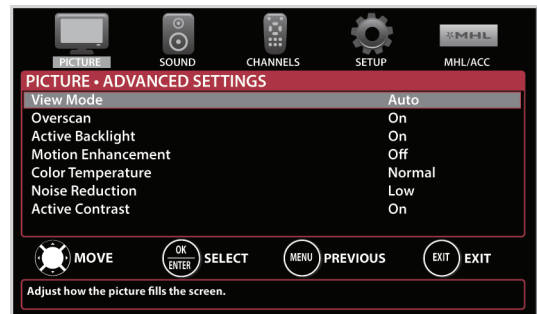 MHL
PICTURE SOUND CHANNELS SETUP MHL/ACC
PICTURE • ADVANCED SETTINGS
View Mode Auto
Overscan On
Active Backlight On
Motion Enhancement Off
Color Temperature Normal
Noise Reduction Low
Active Contrast On
MOVE OK ENTER SELECT MENU PREVIOUS EXIT EXIT
Adjust how the picture fills the screen.